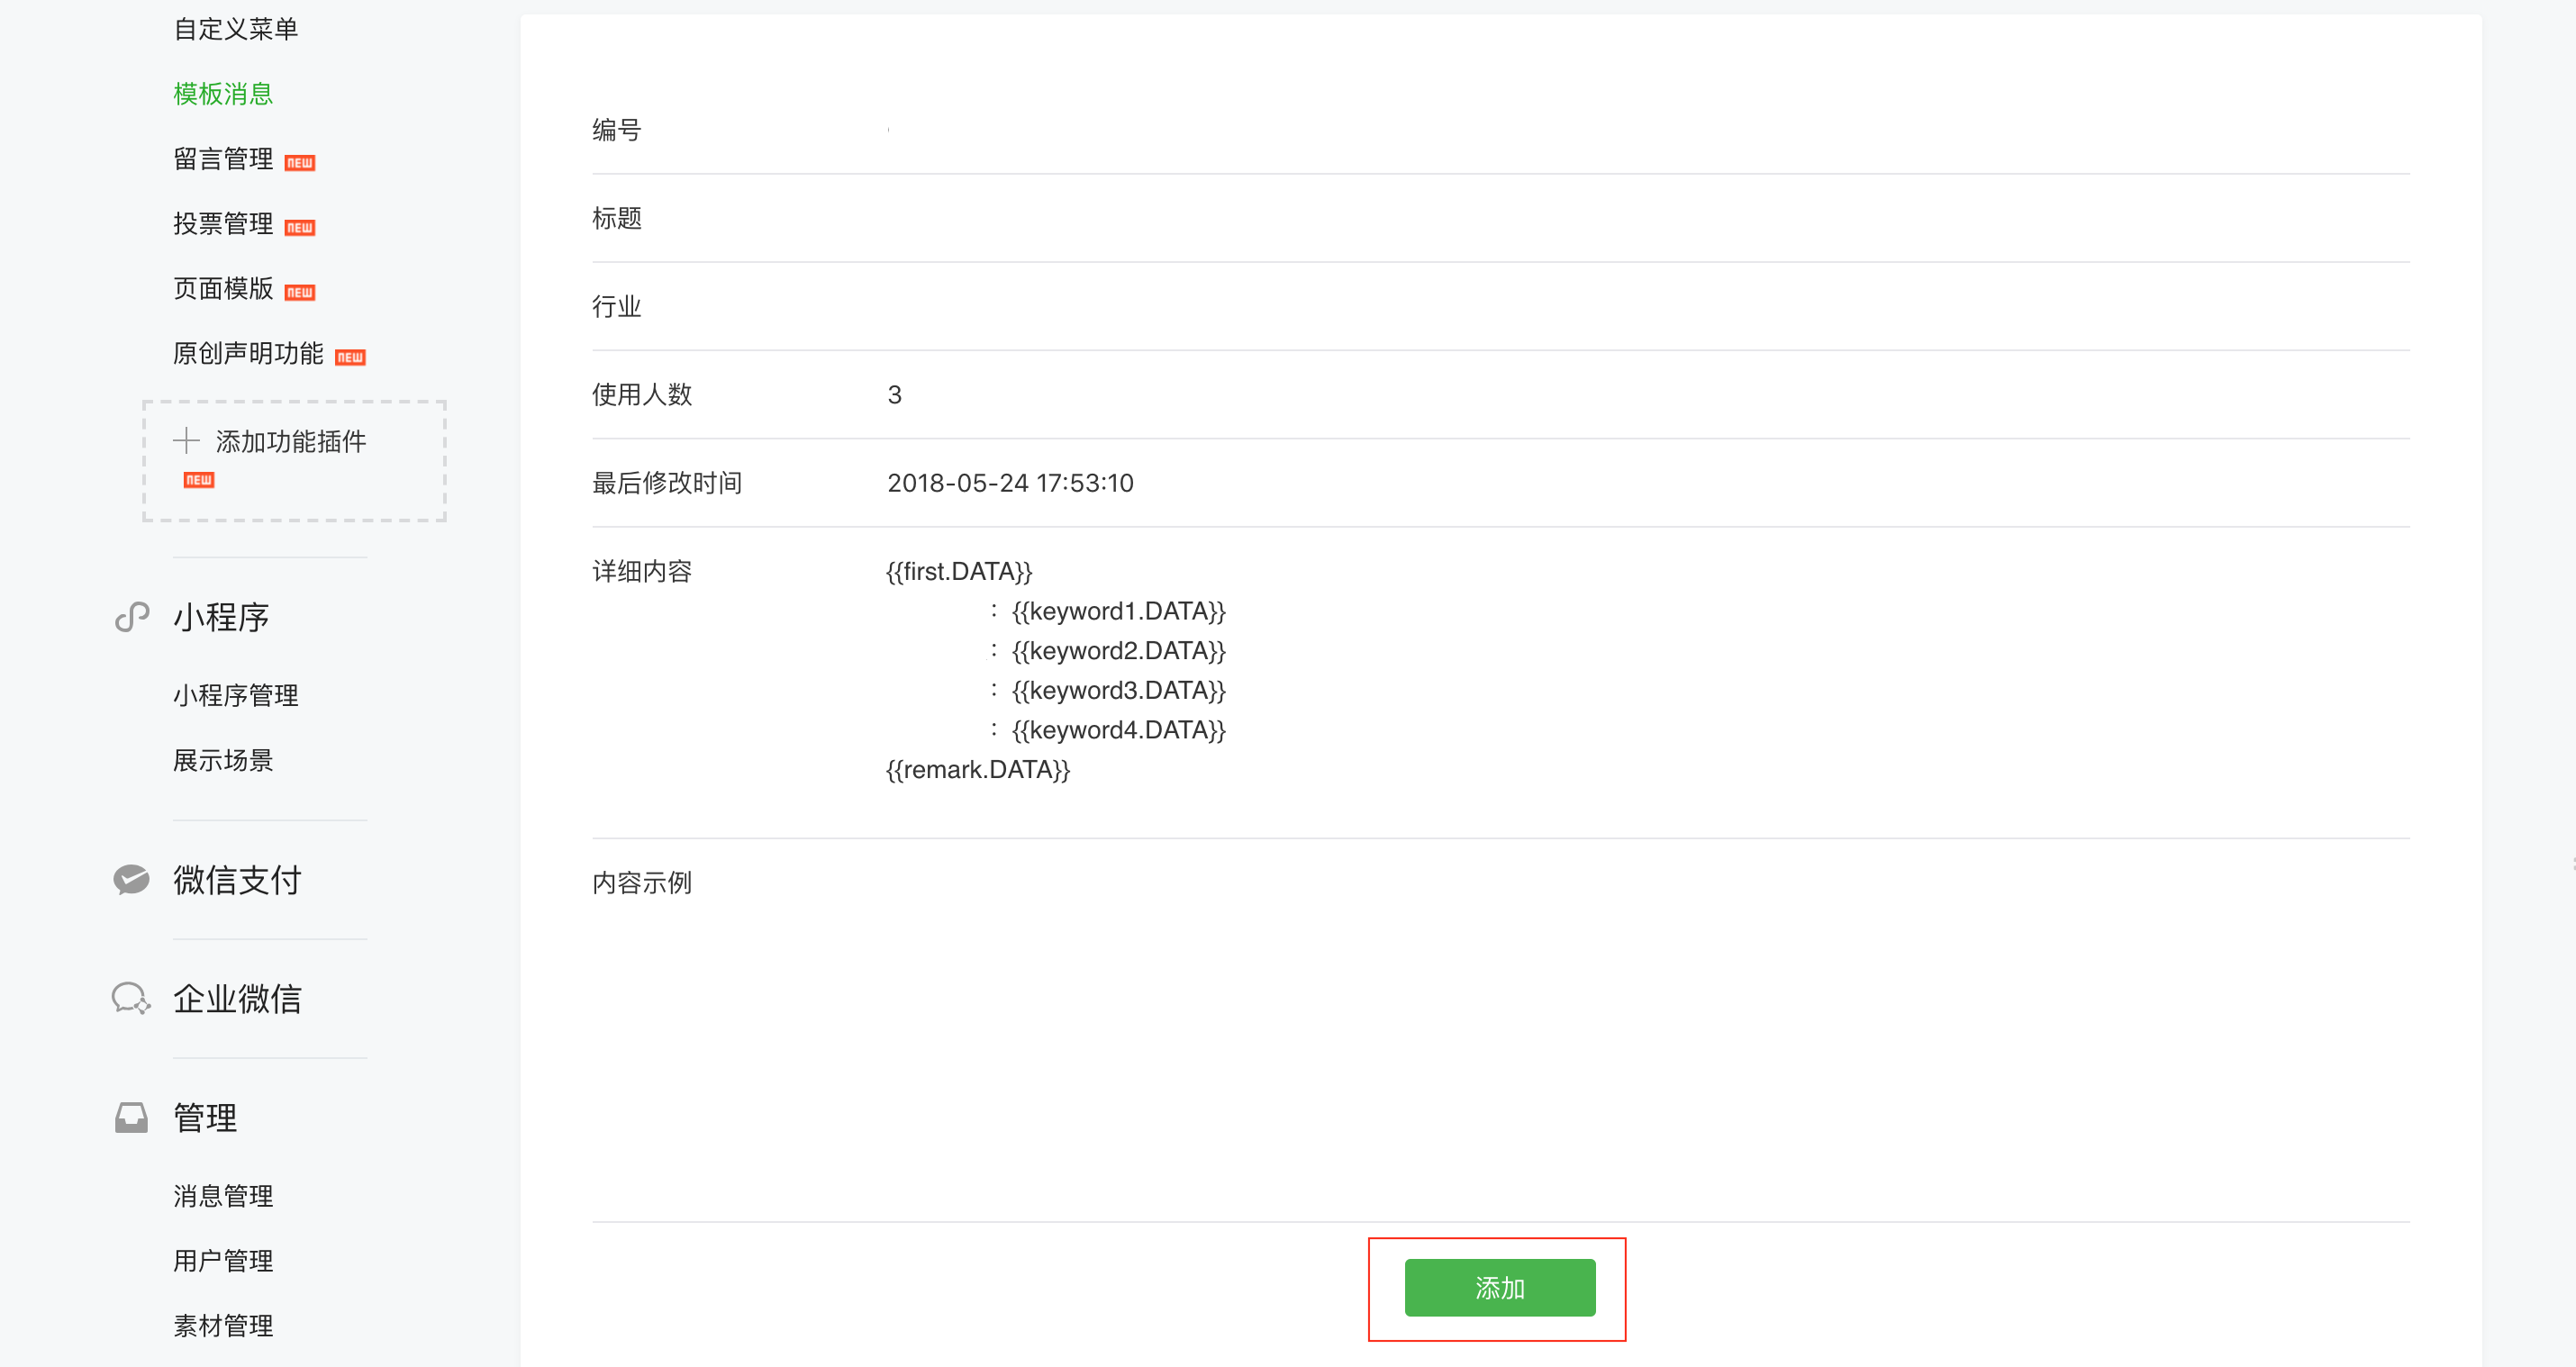 自定义菜单
模板消息
留言管理 NEW
投票管理 NEW
页面模版 NEW
原创声明功能 NEW
添加功能插件
NEW
小程序
小程序管理
展示场景
微信支付
企业微信
管理
消息管理
用户管理
素材管理
编号
标题
行业
使用人数 3
最后修改时间 2018-05-24 17:53:10
详细内容 {{first.DATA}}
：{{keyword1.DATA}}
：{{keyword2.DATA}}
：{{keyword3.DATA}}
：{{keyword4.DATA}}
{{remark.DATA}}
内容示例
添加